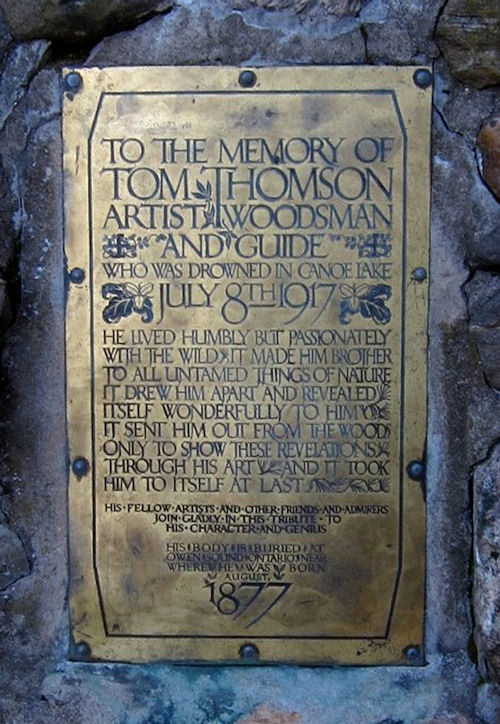 TO THE MEMORY OF
TOM THOMSON
ARTIST WOODSMAN
AND GUIDE
WHO WAS DROWNED IN CANOE LAKE
JULY 8TH 1917
HE LIVED HUMBLY BUT PASSIONATELY
WITH THE WILD IT MADE HIM BROTHER
TO ALL UNTAMED THINGS OF NATURE
IT DREW HIM APART AND REVEALED
ITSELF WONDERFULLY TO HIM
IT SENT HIM OUT FROM THE WOODS
ONLY TO SHOW THESE REVELATIONS
THROUGH HIS ART AND IT TOOK
HIM TO ITSELF AT LAST
HIS·FELLOW·ARTISTS·AND·OTHER·FRIENDS·AND·ADMIRERS
JOIN·GLADLY·IN·THIS·TRIBUTE·TO
HIS·CHARACTER·AND·GENIUS
HIS BODY IS BURIED AT
OWEN SOUND ONTARIO NEAR
WHERE HE WAS BORN
AUGUST
1877